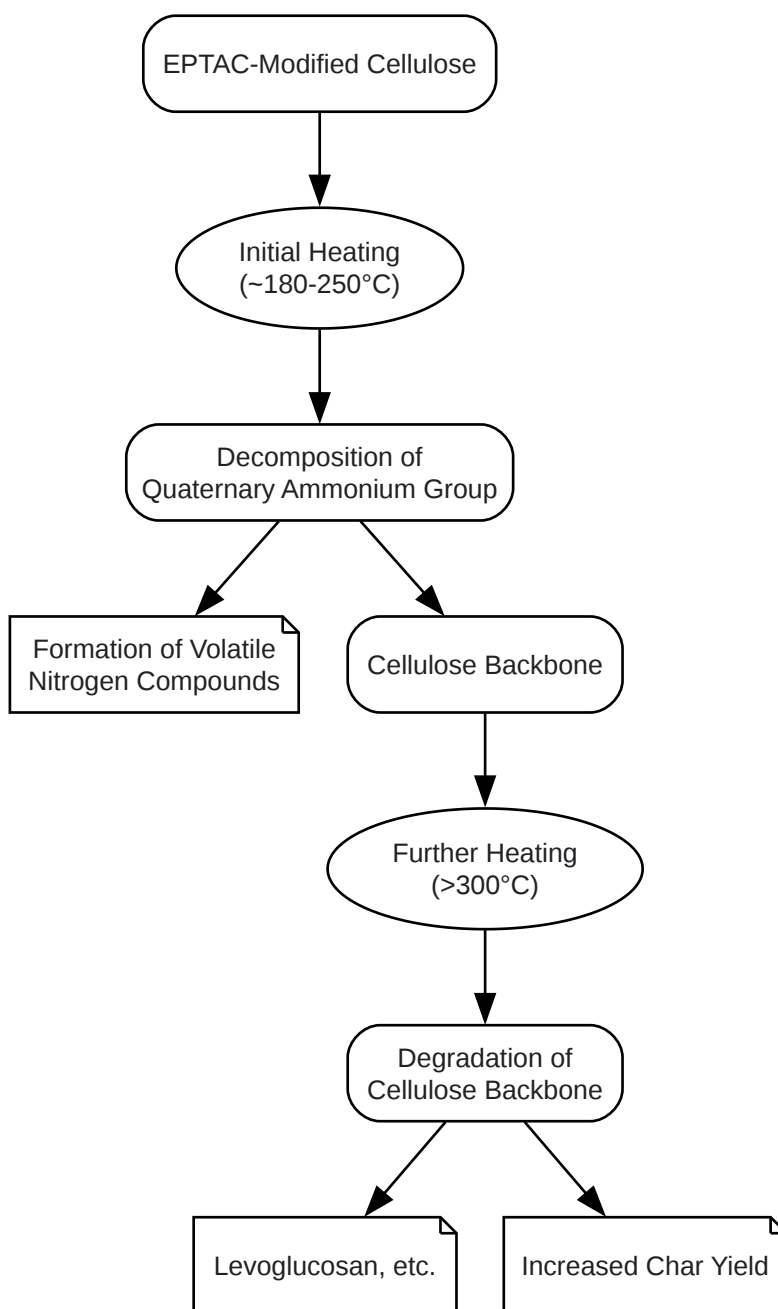 EPTAC-Modified Cellulose
Initial Heating
(~180-250°C)
Decomposition of
Quaternary Ammonium Group
Formation of Volatile
Nitrogen Compounds
Cellulose Backbone
Further Heating
(>300°C)
Degradation of
Cellulose Backbone
Levoglucosan, etc.
Increased Char Yield